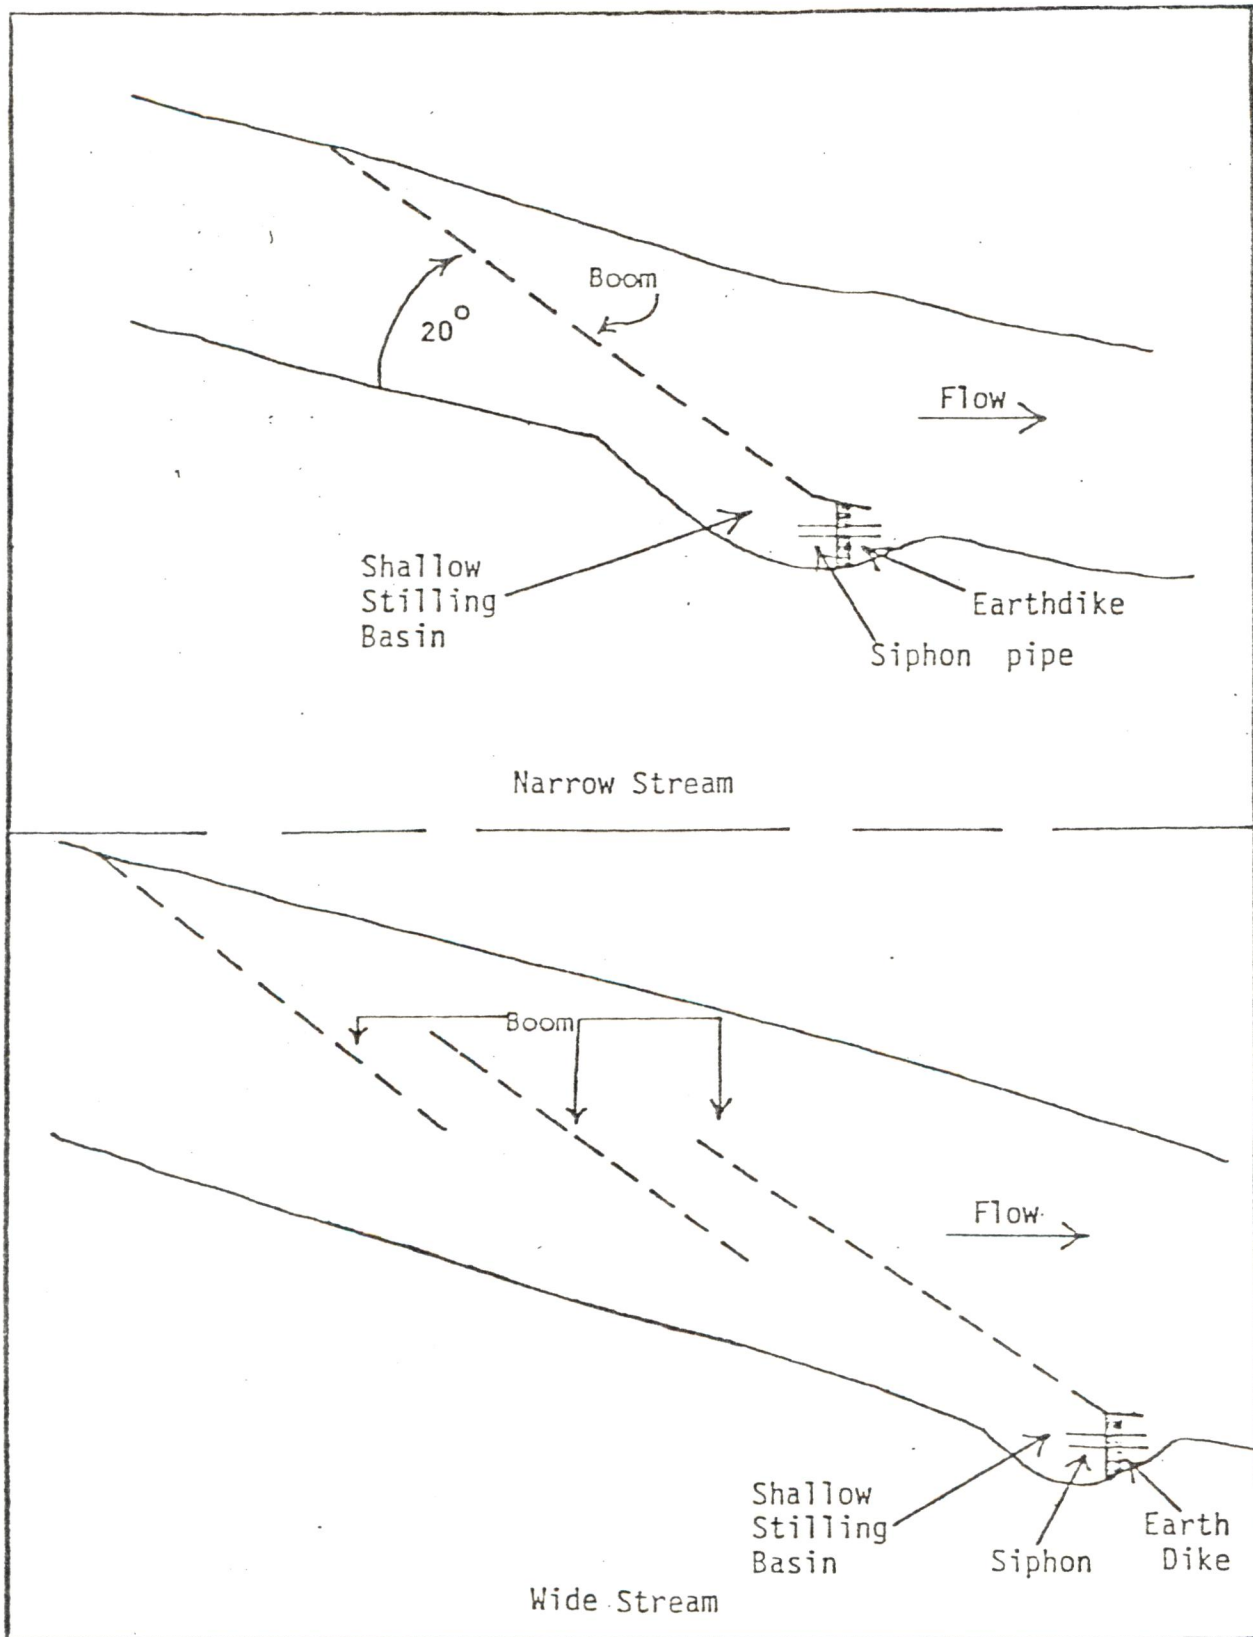 Boom
20°
Flow
Shallow
Stilling
Basin
Earthdike
Siphon pipe
Narrow Stream
Boom
Flow
Shallow
Stilling
Basin
Siphon
Earth
Dike
Wide Stream